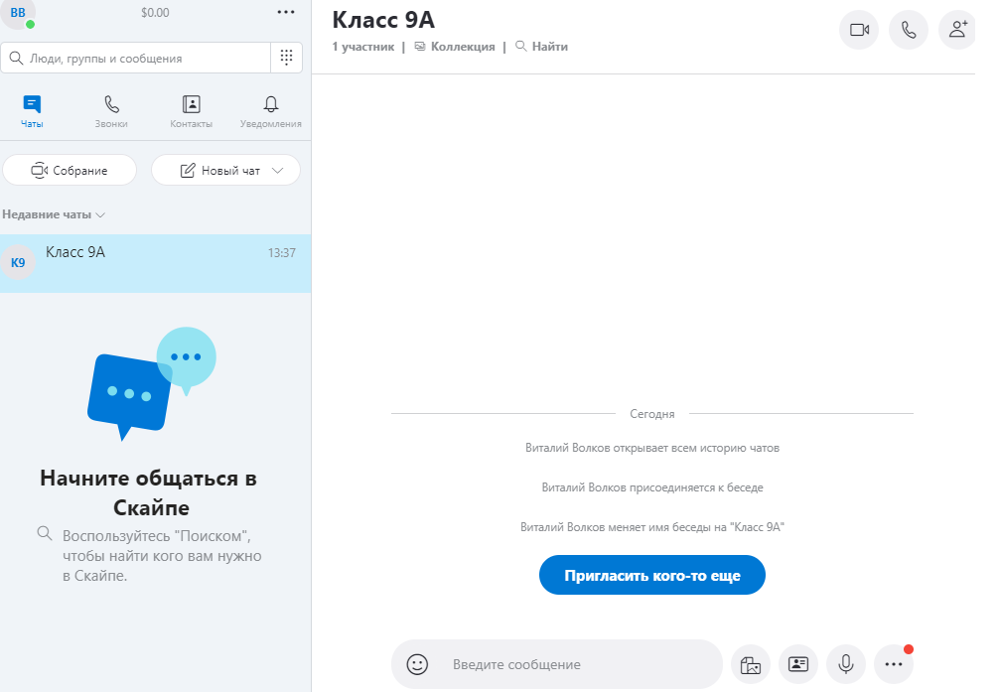 ВВ
$0.00
Люди, группы и сообщения
Чаты
Звонки
Контакты
Уведомления
Собрание
Новый чат
Недавние чаты
К9
Класс 9А
13:37
Начните общаться в
Скайпе
Воспользуйтесь "Поиском",
чтобы найти кого вам нужно
в Скайпе.
Класс 9А
1 участник | Коллекция | Найти
Сегодня
Виталий Волков открывает всем историю чатов
Виталий Волков присоединяется к беседе
Виталий Волков меняет имя беседы на "Класс 9А"
Пригласить кого-то еще
Введите сообщение